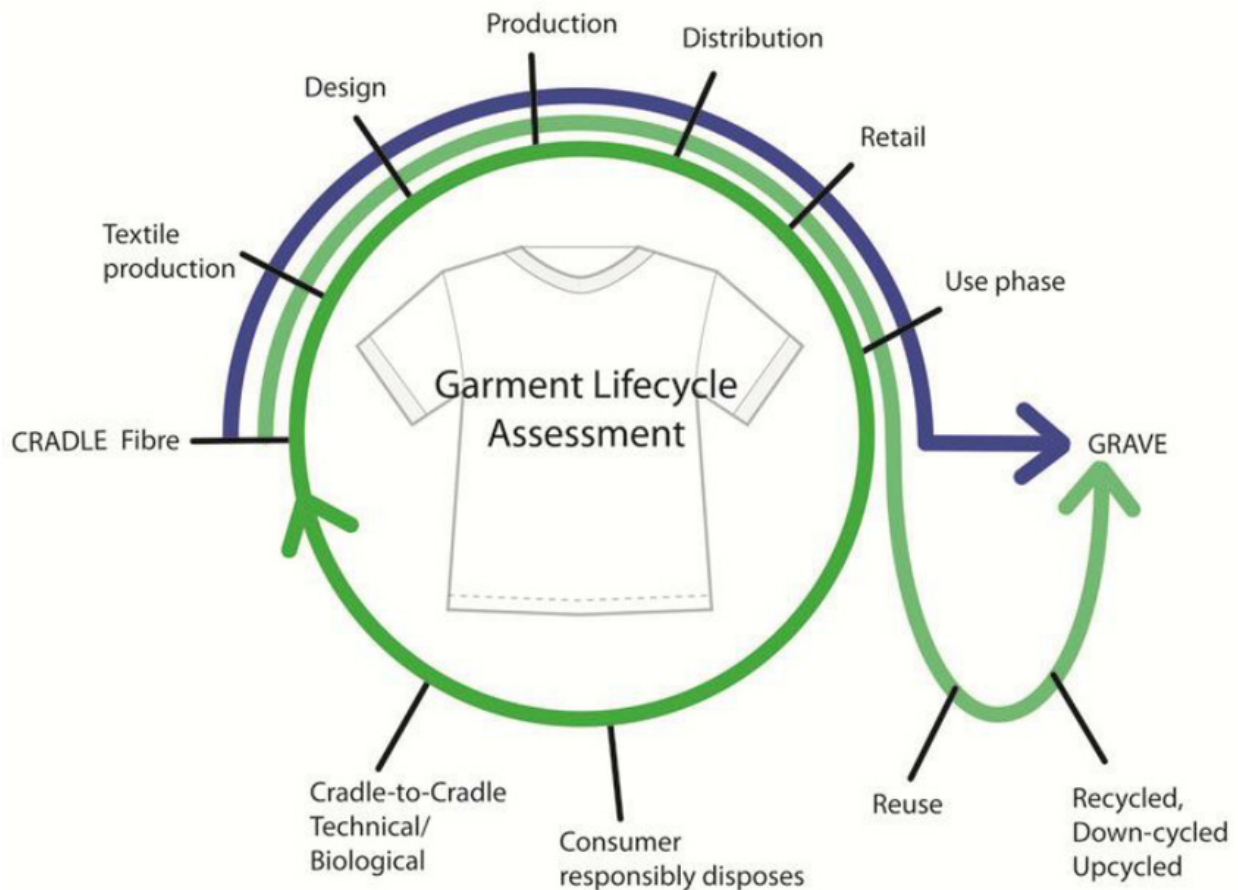 Production
Distribution
Design
Retail
Textile
production
Use phase
Garment Lifecycle
Assessment
CRADLE Fibre
GRAVE
Cradle-to-Cradle
Technical/
Biological
Consumer
responsibly disposes
Reuse
Recycled,
Down-cycled
Upcycled